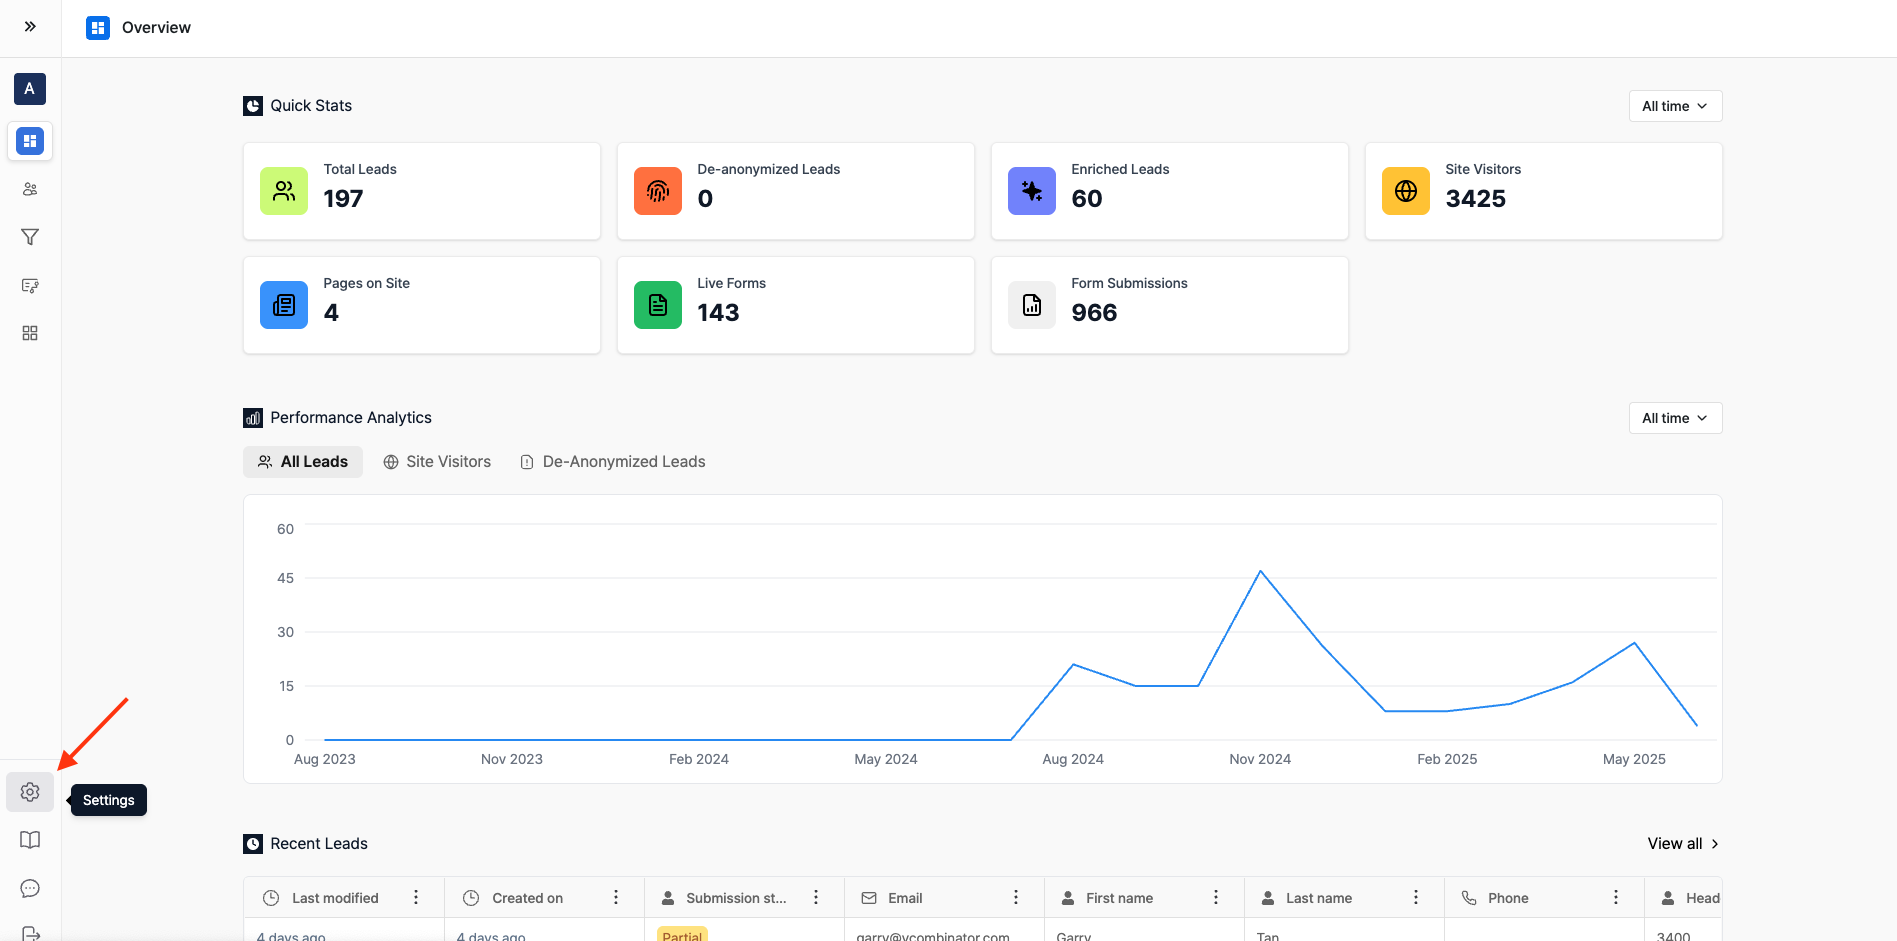 Overview
A
Quick Stats
All time
Total Leads
197
De-anonymized Leads
0
Enriched Leads
60
Site Visitors
3425
Pages on Site
4
Live Forms
143
Form Submissions
966
Performance Analytics
All time
All Leads
Site Visitors
De-Anonymized Leads
60
45
30
15
0
Aug 2023
Nov 2023
Feb 2024
May 2024
Aug 2024
Nov 2024
Feb 2025
May 2025
Settings
Recent Leads
View all
Last modified
Created on
Submission st...
Email
First name
Last name
Phone
Head
4 days ago
4 days ago
Partial
garry@ycombinator.com
Garry
Tan
3400